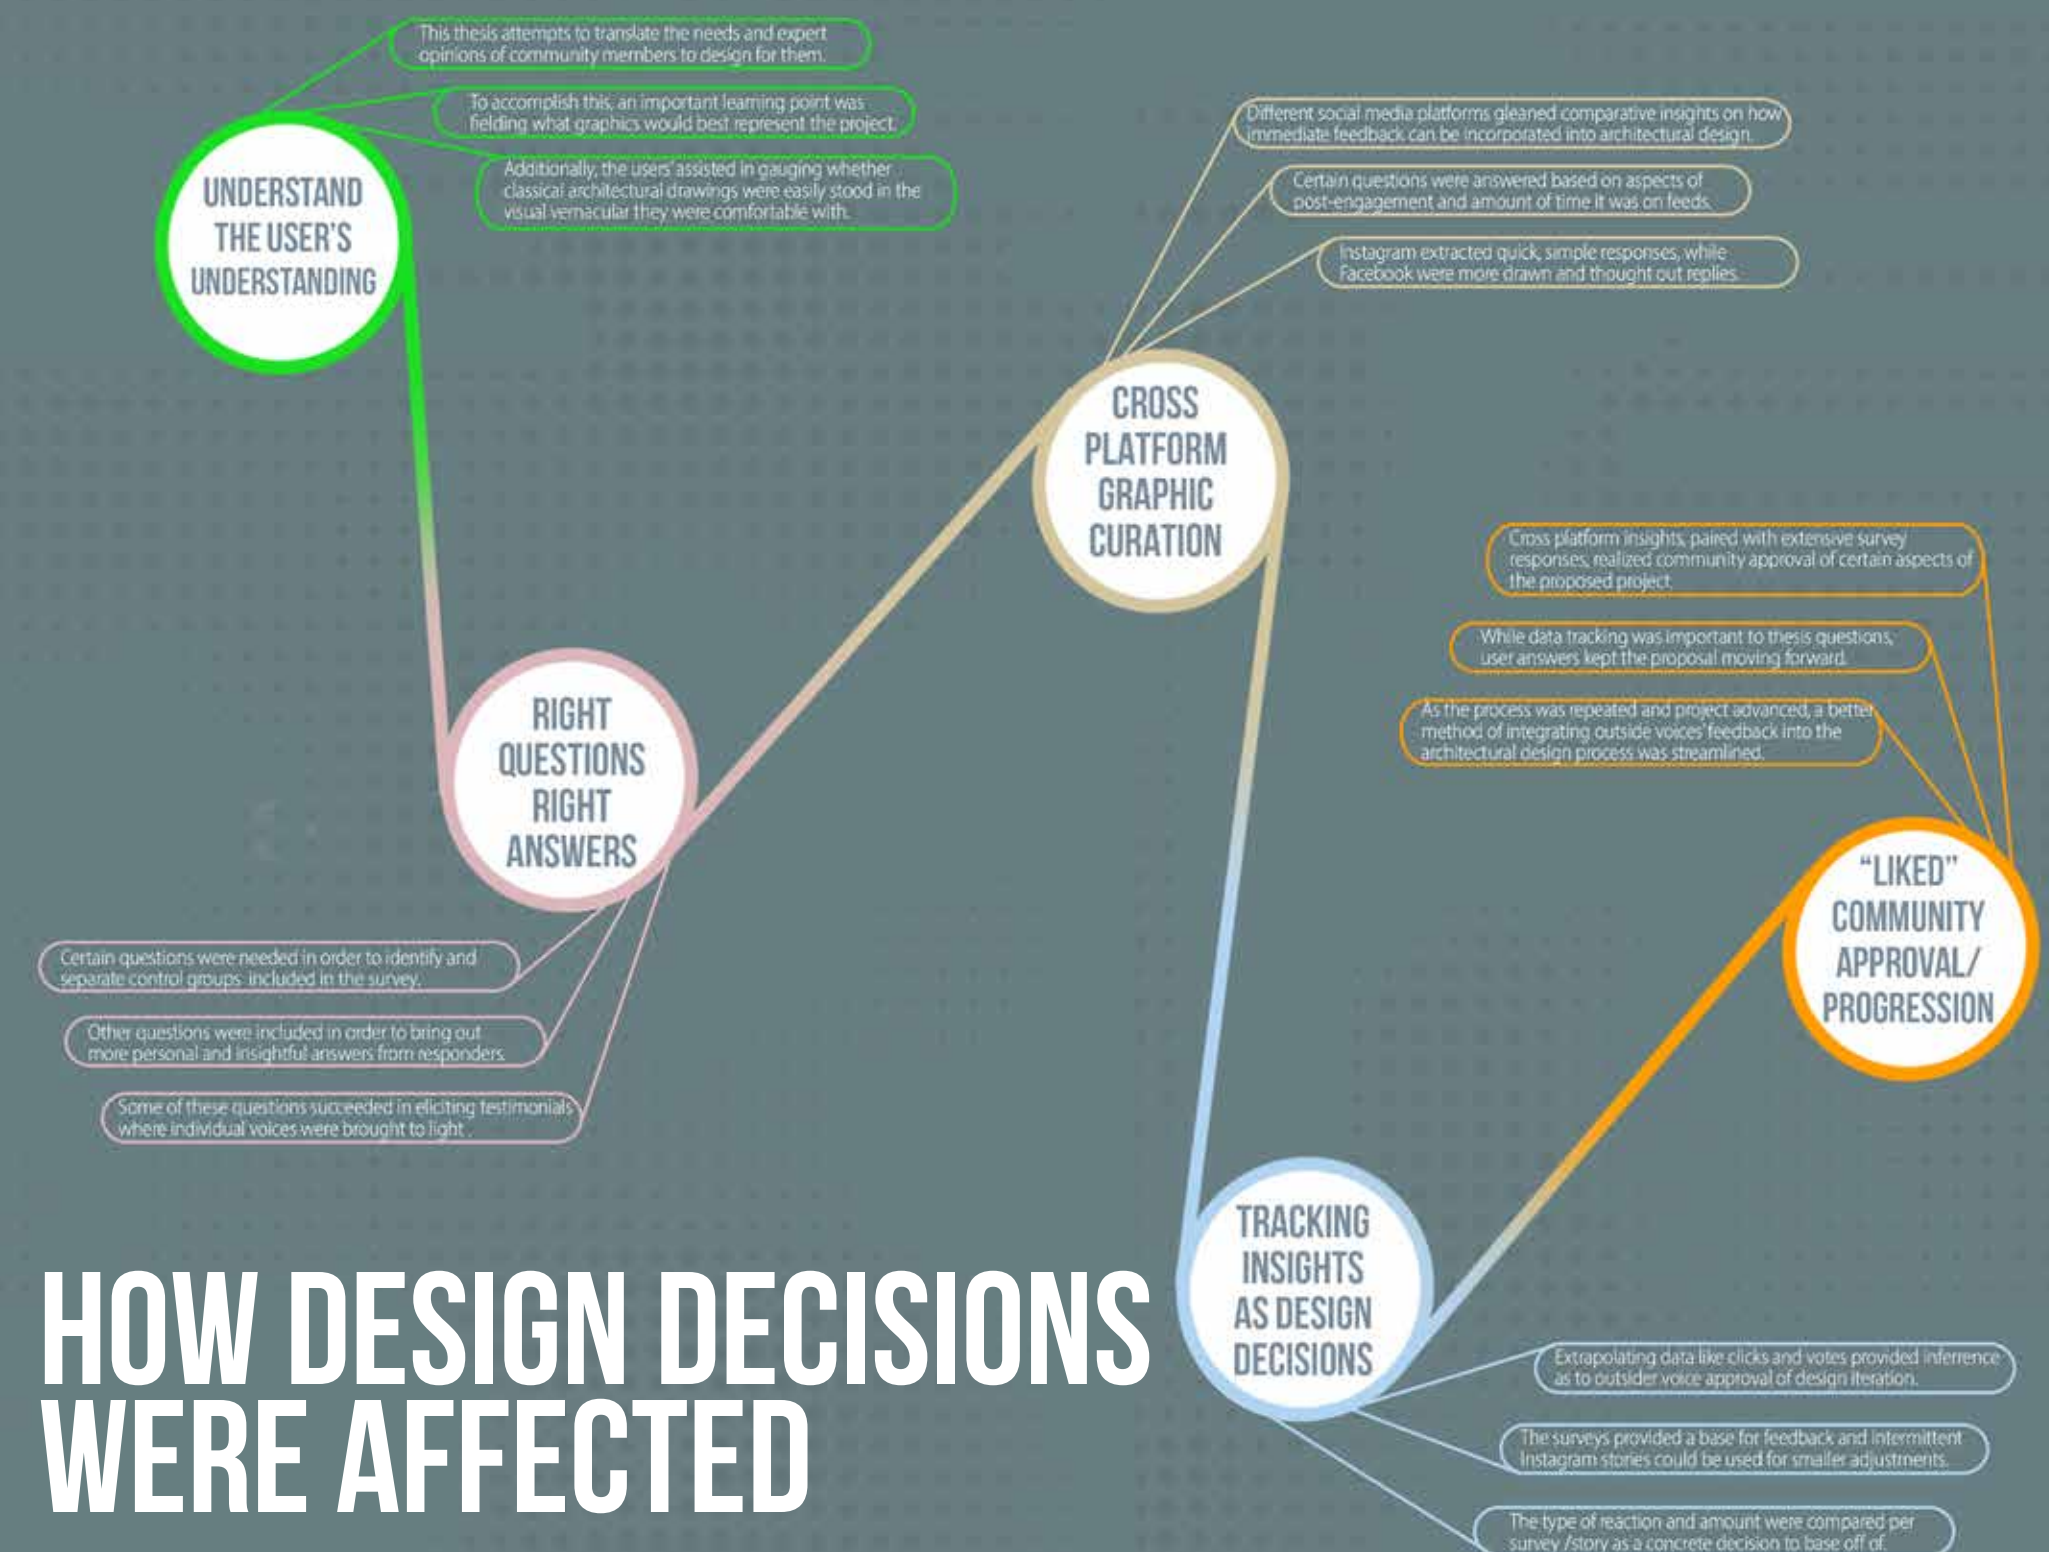 This thesis attempts to translate the needs and expert
opinions of community members to design for them.
To accomplish this, an important learning point was
fielding what graphics would best represent the project.
Additionally, the users' assisted in gauging whether
classical architectural drawings were easily stood in the
visual vernacular they were comfortable with.
UNDERSTAND
THE USER'S
UNDERSTANDING
Different social media platforms gleaned comparative insights on how
immediate feedback can be incorporated into architectural design.
Certain questions were answered based on aspects of
post-engagement and amount of time it was on feeds.
Instagram extracted quick, simple responses, while
Facebook were more drawn and thought out replies.
CROSS
PLATFORM
GRAPHIC
CURATION
Cross platform insights, paired with extensive survey
responses, realized community approval of certain aspects of
the proposed project.
While data tracking was important to thesis questions,
user answers kept the proposal moving forward.
As the process was repeated and project advanced, a better
method of integrating outside voices' feedback into the
architectural design process was streamlined.
RIGHT
QUESTIONS
RIGHT
ANSWERS
"LIKED"
COMMUNITY
APPROVAL/
PROGRESSION
Certain questions were needed in order to identify and
separate control groups included in the survey.
Other questions were included in order to bring out
more personal and insightful answers from responders.
Some of these questions succeeded in eliciting testimonials
where individual voices were brought to light .
TRACKING
INSIGHTS
AS DESIGN
DECISIONS
HOW DESIGN DECISIONS
WERE AFFECTED
Extrapolating data like clicks and votes provided inferrence
as to outsider voice approval of design iteration.
The surveys provided a base for feedback and intermittent
Instagram stories could be used for smaller adjustments.
The type of reaction and amount were compared per
survey /story as a concrete decision to base off of.